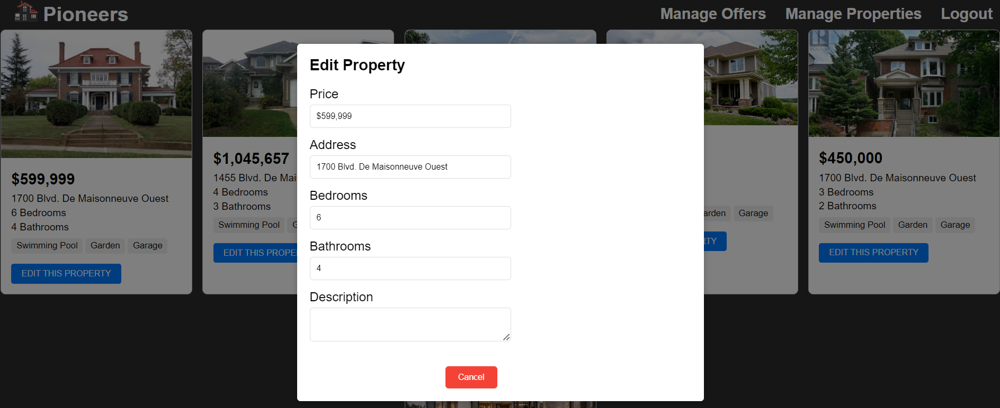 Pioneers
Manage Offers Manage Properties Logout
$599,999
1700 Blvd. De Maisonneuve Ouest
6 Bedrooms
4 Bathrooms
Swimming Pool Garden Garage
EDIT THIS PROPERTY
$1,045,657
1455 Blvd. De Mai
4 Bedrooms
3 Bathrooms
Swimming Pool G
EDIT THIS PROPE
Edit Property
Price
$599,999
Address
1700 Blvd. De Maisonneuve Ouest
Bedrooms
6
Bathrooms
4
Description
Cancel
arden Garage
RTY
REALTOR
$450,000
1700 Blvd. De Maisonneuve Ouest
3 Bedrooms
2 Bathrooms
Swimming Pool Garden Garage
EDIT THIS PROPERTY